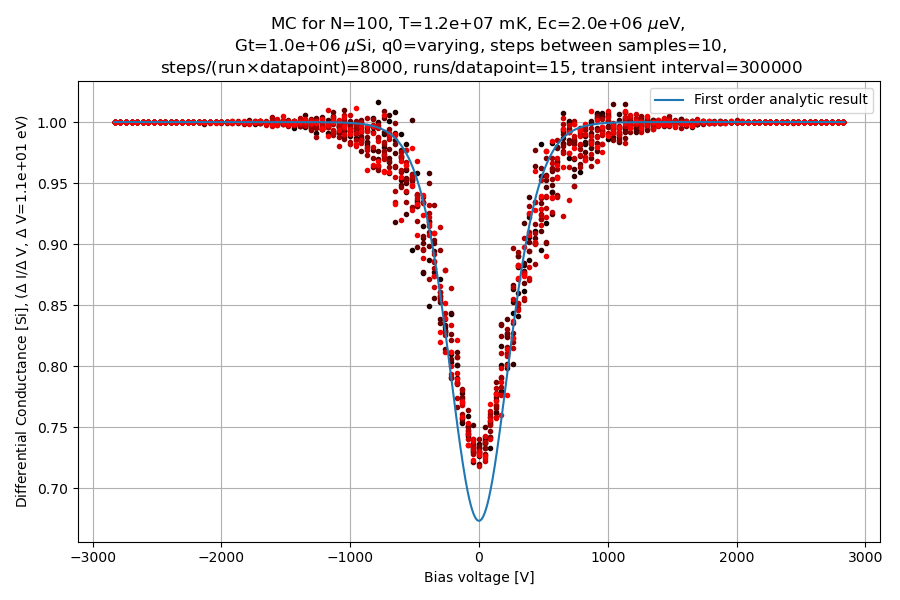 MC for N=100, T=1.2e+07 mK, Ec=2.0e+06 μeV,
Gt=1.0e+06 μSi, q0=varying, steps between samples=10,
steps/(run×datapoint)=8000, runs/datapoint=15, transient interval=300000
First order analytic result
Differential Conductance [Si], (Δ I/Δ V, Δ V=1.1e+01 eV)
1.00
0.95
0.90
0.85
0.80
0.75
0.70
−3000 −2000 −1000 0 1000 2000 3000
Bias voltage [V]